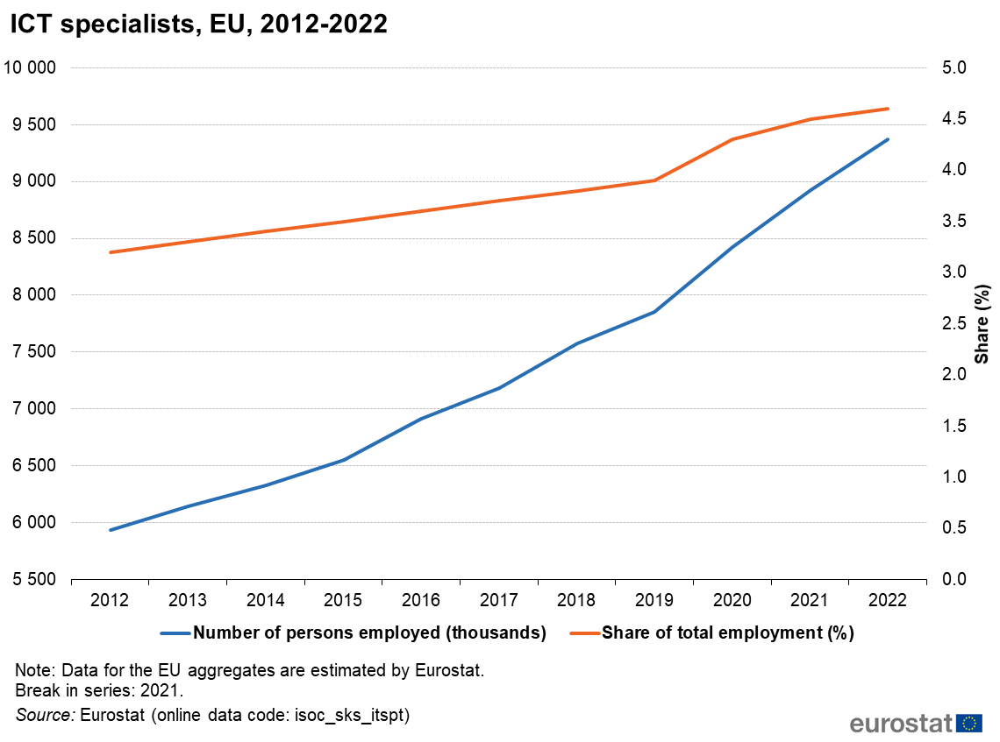 ICT specialists, EU, 2012-2022
10 000
9 500
9 000
8 500
8 000
7 500
7 000
6 500
6 000
5 500
5.0
4.5
4.0
3.5
3.0
2.5
2.0
1.5
1.0
0.5
0.0
Share (%)
2012 2013 2014 2015 2016 2017 2018 2019 2020 2021 2022
Number of persons employed (thousands) Share of total employment (%)
Note: Data for the EU aggregates are estimated by Eurostat.
Break in series: 2021.
Source: Eurostat (online data code: isoc_sks_itspt)
eurostat